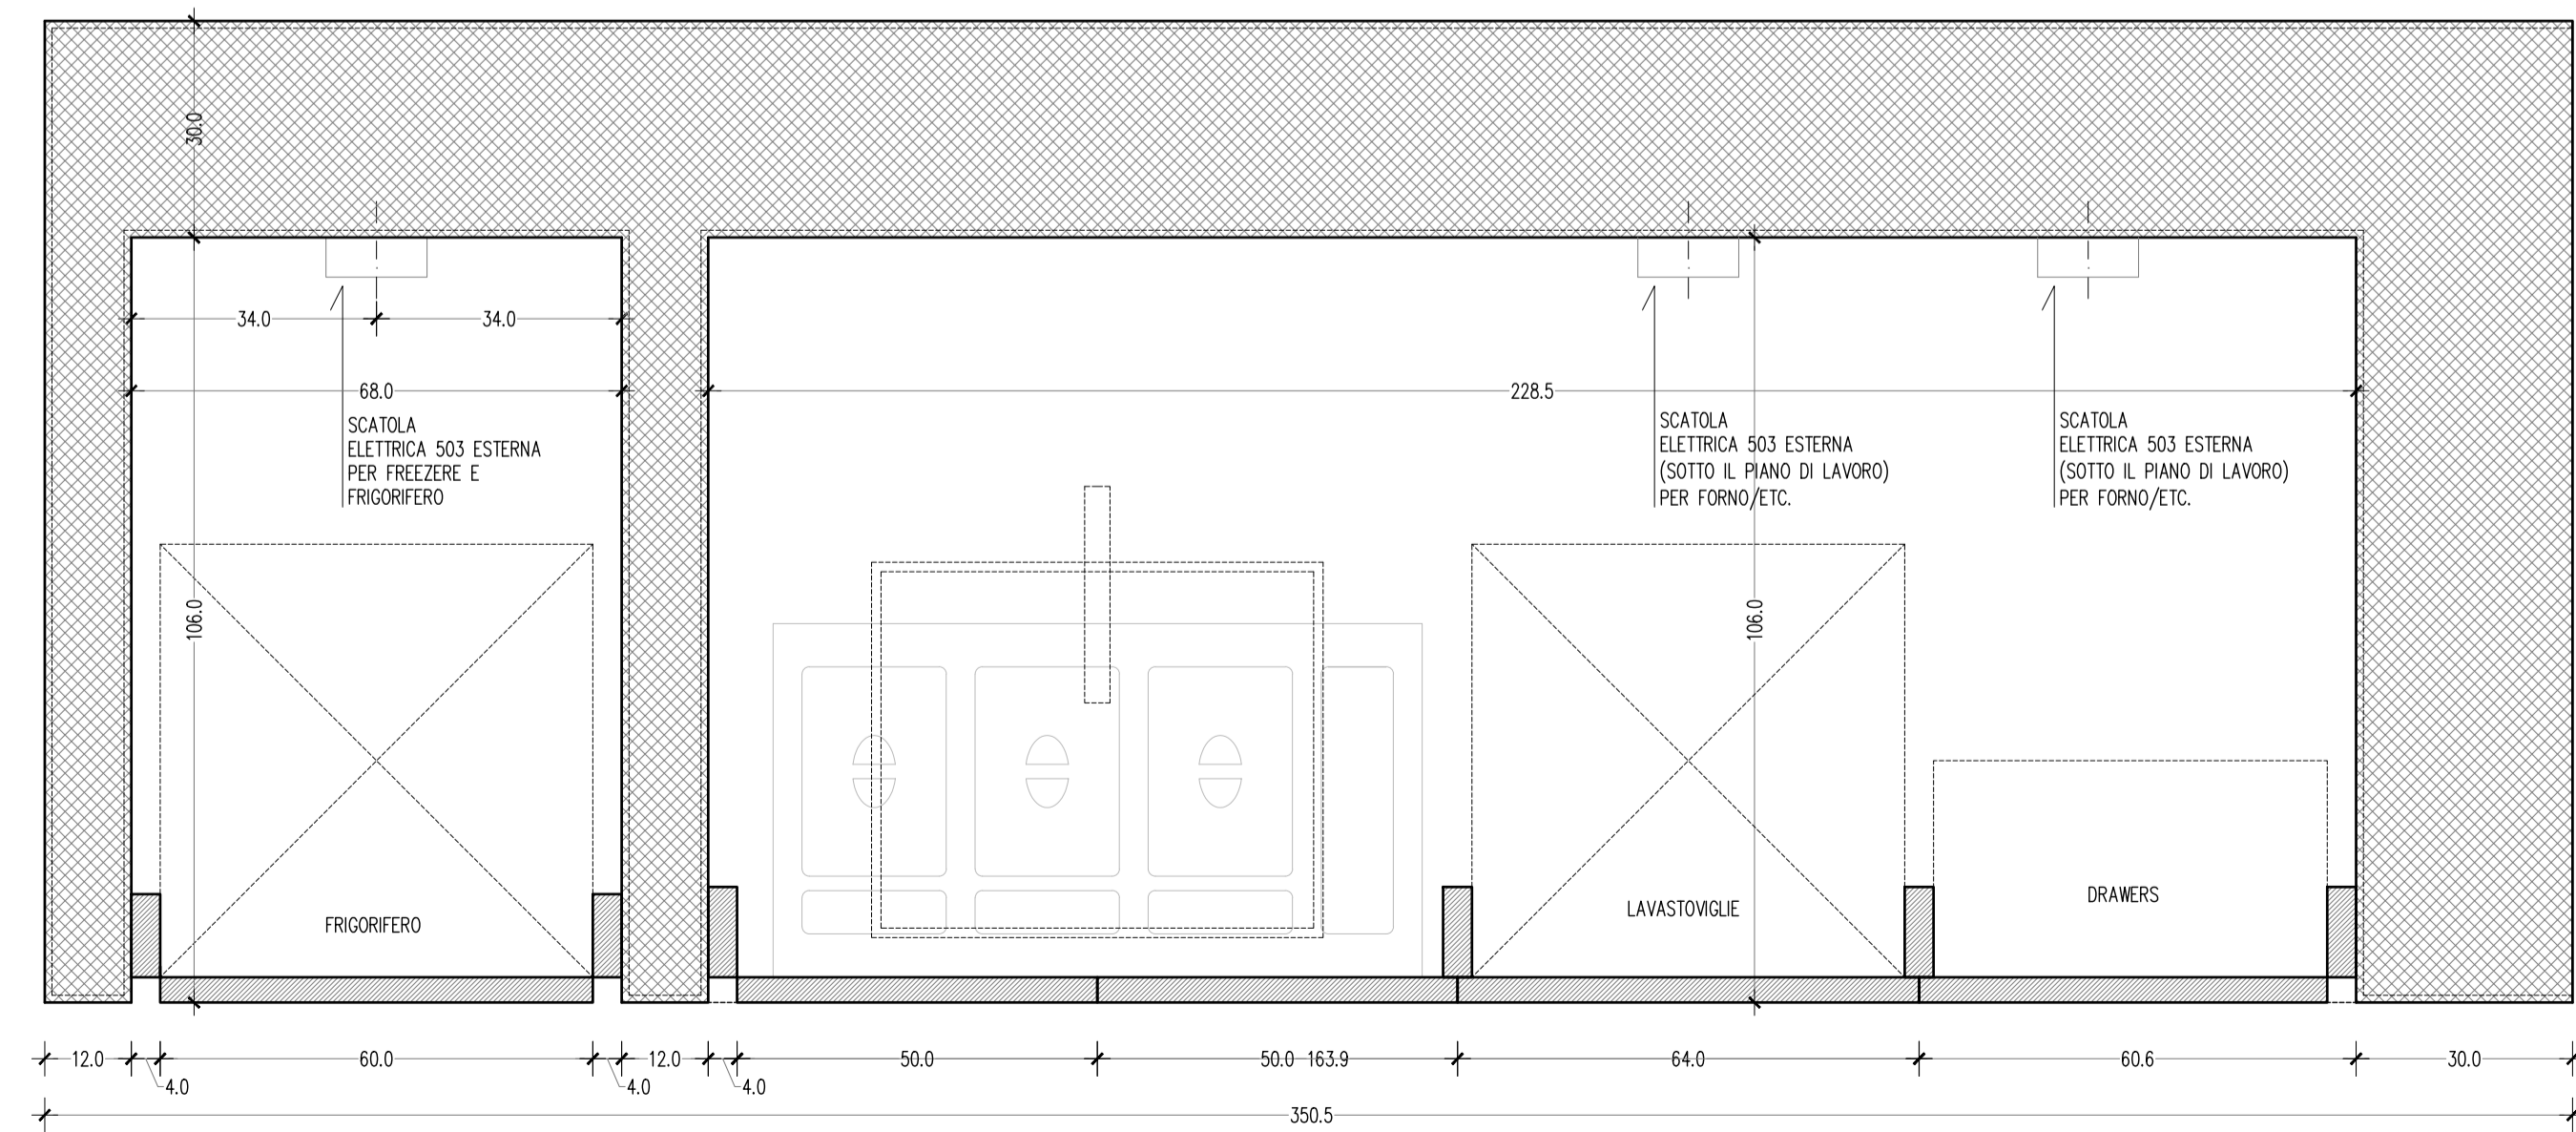 30.0
34.0 34.0
68.0
228.5
SCATOLA
ELETTRICA 503 ESTERNA
PER FREEZERE E
FRIGORIFERO
SCATOLA
ELETTRICA 503 ESTERNA
(SOTTO IL PIANO DI LAVORO)
PER FORNO/ETC.
SCATOLA
ELETTRICA 503 ESTERNA
(SOTTO IL PIANO DI LAVORO)
PER FORNO/ETC.
106.0
106.0
FRIGORIFERO
LAVASTOVIGLIE
DRAWERS
12.0 60.0 12.0 50.0 50.0 163.9 64.0 60.6 30.0
4.0 4.0 4.0
350.5